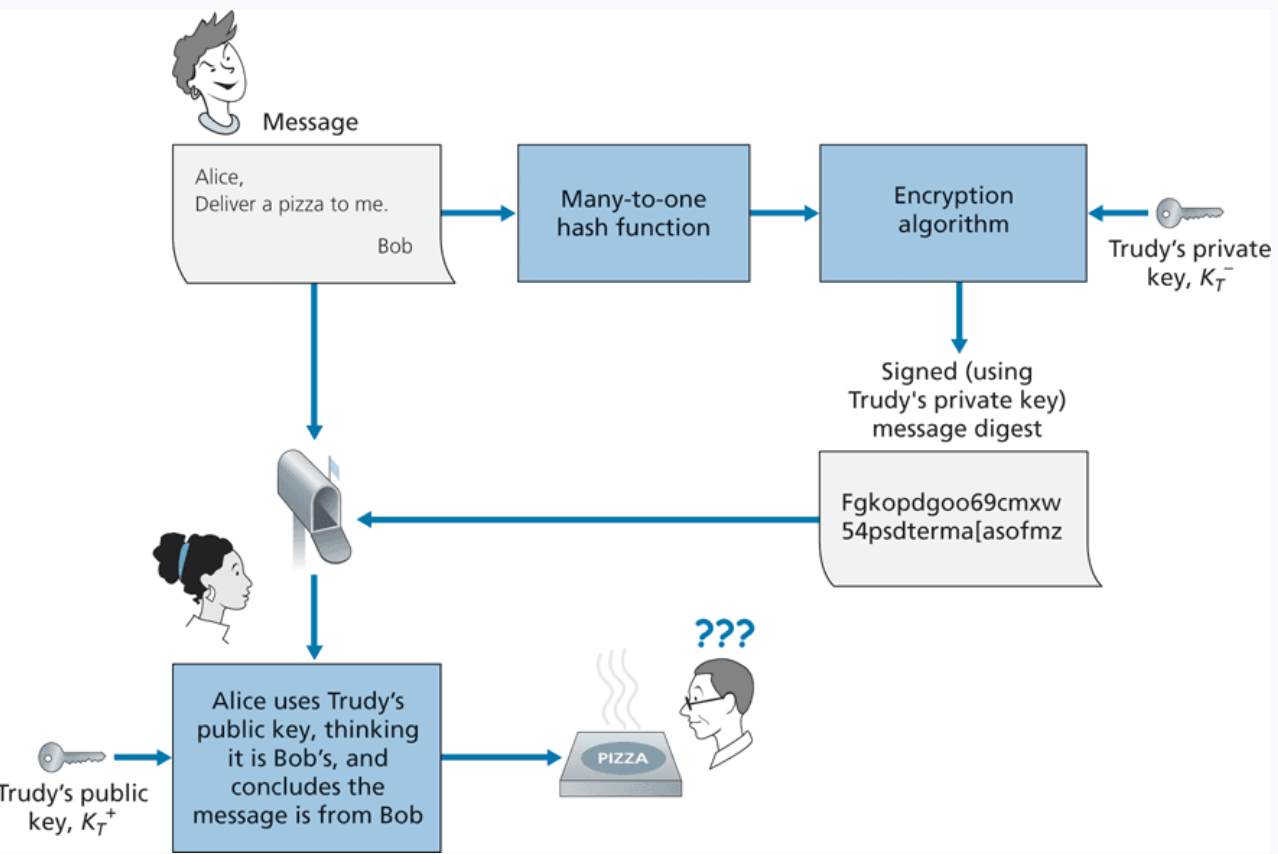 Message
Alice,
Deliver a pizza to me.
Bob
Many-to-one
hash function
Encryption
algorithm
Trudy's private
key, K_T^−
Signed (using
Trudy's private key)
message digest
Fgkopdgoo69cmxw
54psdterma[asofmz
???
Alice uses Trudy's
public key, thinking
it is Bob's, and
concludes the
message is from Bob
PIZZA
Trudy's public
key, K_T^+